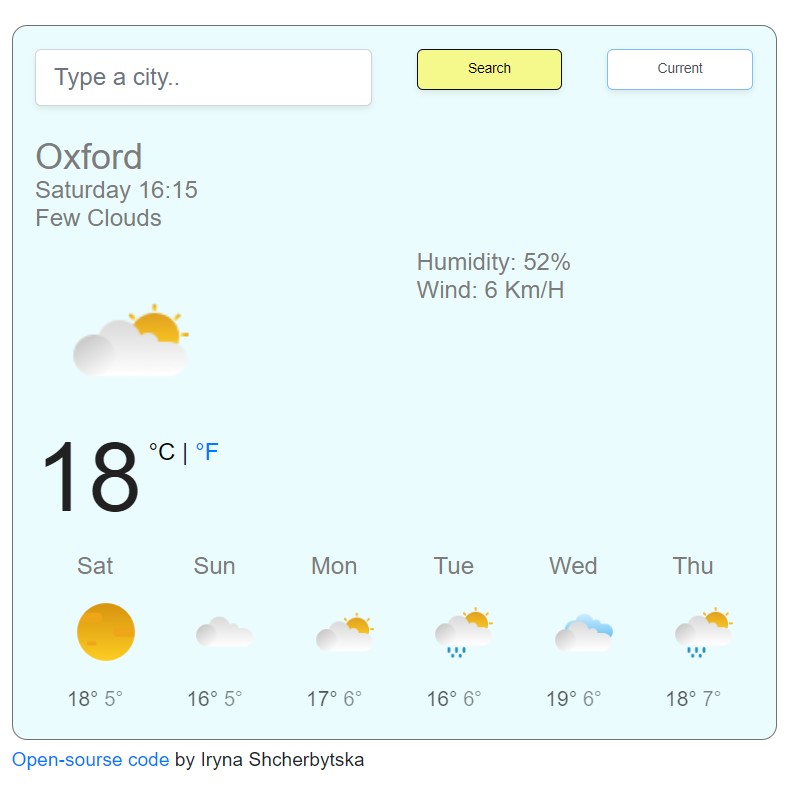 Type a city..
Search
Current
Oxford
Saturday 16:15
Few Clouds
Humidity: 52%
Wind: 6 Km/H
18 °C | °F
Sat Sun Mon Tue Wed Thu
18° 5° 16° 5° 17° 6° 16° 6° 19° 6° 18° 7°
Open-sourse code by Iryna Shcherbytska